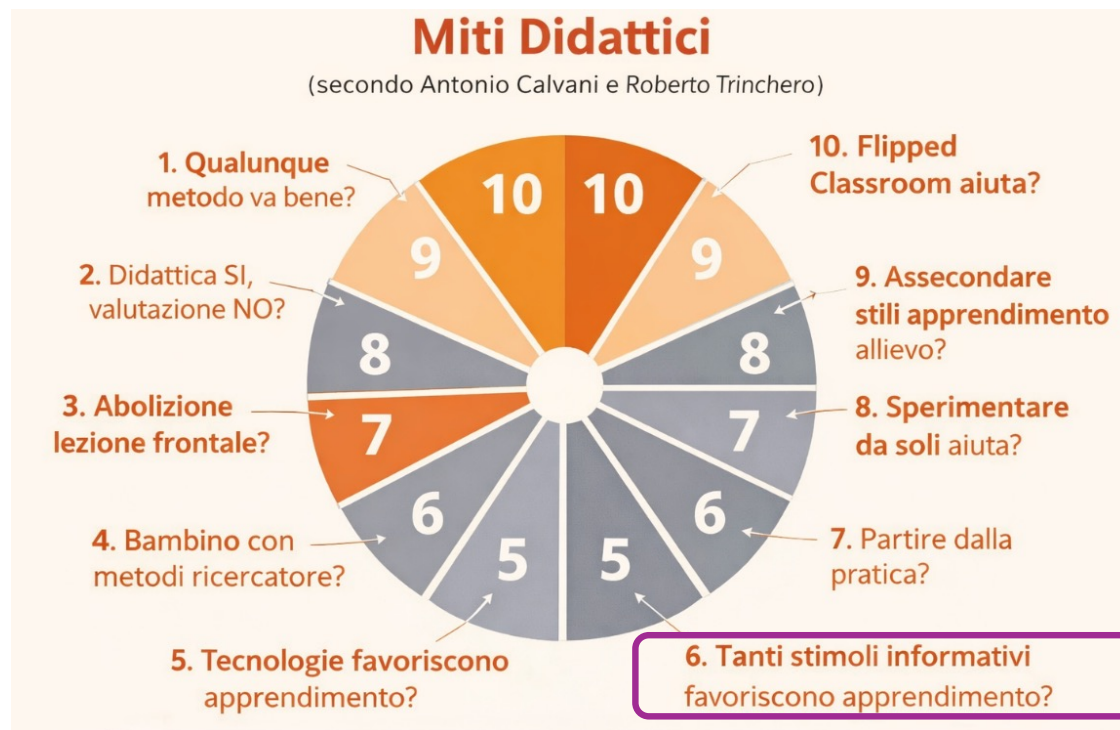 Miti Didattici
(secondo Antonio Calvani e Roberto Trinchero)
1. Qualunque
metodo va bene?
2. Didattica SI,
valutazione NO?
3. Abolizione
lezione frontale?
4. Bambino con
metodi ricercatore?
5. Tecnologie favoriscono
apprendimento?
10 10
9 9
8 8
7 7
6 6
5 5
10. Flipped
Classroom aiuta?
9. Assecondare
stili apprendimento
allievo?
8. Sperimentare
da soli aiuta?
7. Partire dalla
pratica?
6. Tanti stimoli informativi
favoriscono apprendimento?